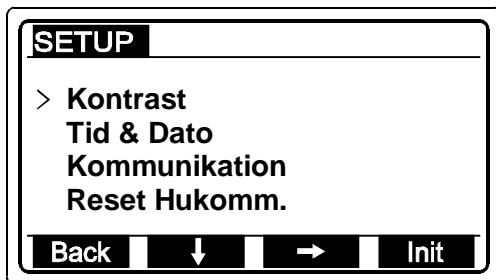 SETUP
> Kontrast
Tid & Dato
Kommunikation
Reset Hukomm.
Back ↓ → Init